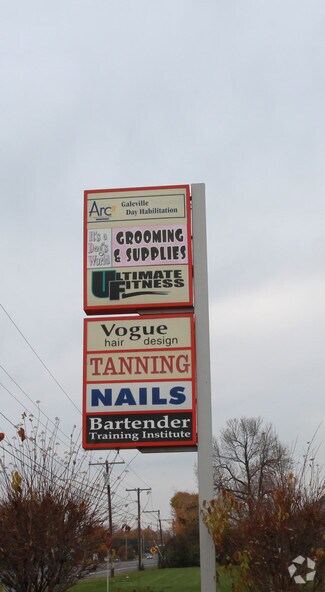 Arc
Galeville
Day Habilitation
It's a
Dog's
World
GROOMING
& SUPPLIES
ULTIMATE
FITNESS
Vogue
hair design
TANNING
NAILS
Bartender
Training Institute